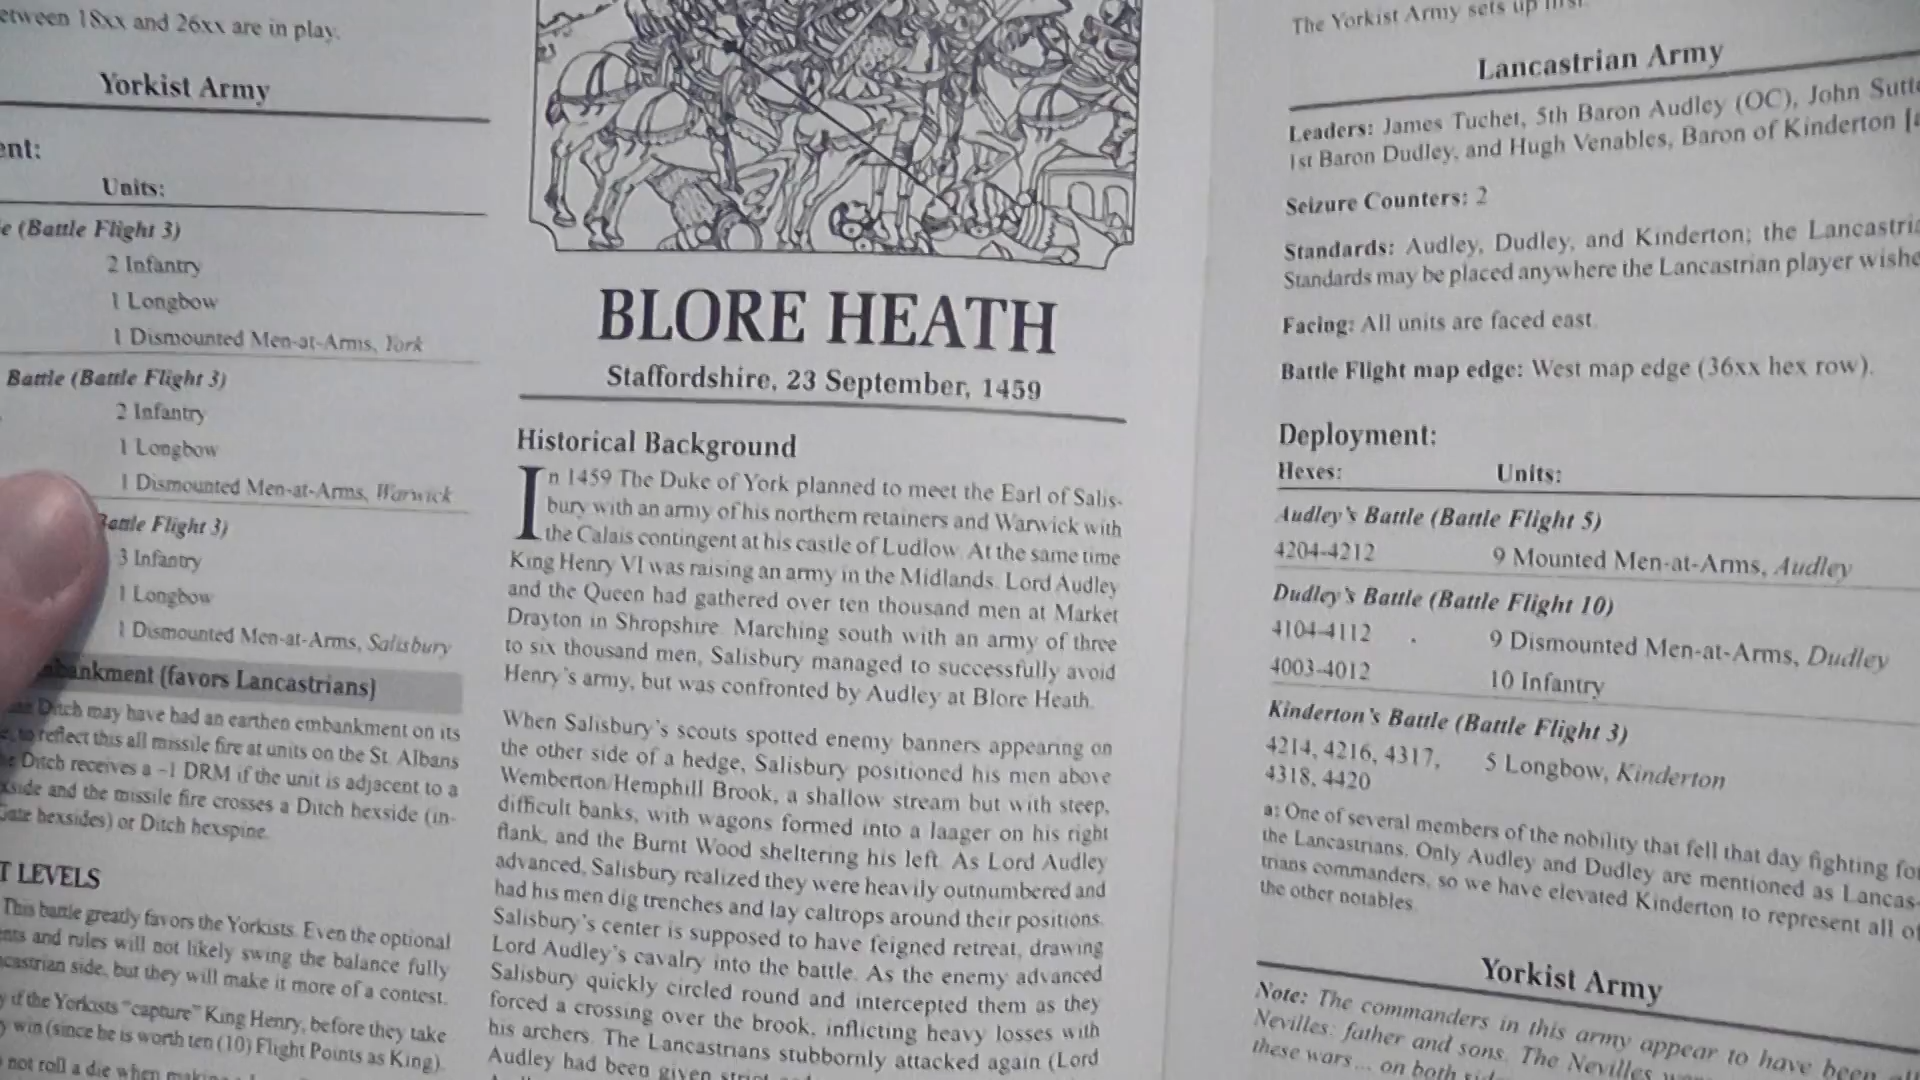 etween 18xx and 26xx are in play.
Yorkist Army
ent:
Units:
e (Battle Flight 3)
2 Infantry
1 Longbow
1 Dismounted Men-at-Arms, York
Battle (Battle Flight 3)
2 Infantry
1 Longbow
1 Dismounted Men-at-Arms, Warwick
Battle Flight 3)
3 Infantry
1 Longbow
1 Dismounted Men-at-Arms, Salisbury
bankment (favors Lancastrians)
Ditch may have had an earthen embankment on its
to reflect this all missile fire at units on the St. Albans
Ditch receives a -1 DRM if the unit is adjacent to a
xside and the missile fire crosses a Ditch hexside (in-
Gate hexsides) or Ditch hexspine.
T LEVELS
This battle greatly favors the Yorkists. Even the optional
nts and rules will not likely swing the balance fully
castrian side, but they will make it more of a contest.
y if the Yorkists "capture" King Henry, before they take
y win (since he is worth ten (10) Flight Points as King).
not roll a die when making
BLORE HEATH
Staffordshire, 23 September, 1459
Historical Background
In 1459 The Duke of York planned to meet the Earl of Salis-
bury with an army of his northern retainers and Warwick with
the Calais contingent at his castle of Ludlow. At the same time
King Henry VI was raising an army in the Midlands. Lord Audley
and the Queen had gathered over ten thousand men at Market
Drayton in Shropshire. Marching south with an army of three
to six thousand men, Salisbury managed to successfully avoid
Henry's army, but was confronted by Audley at Blore Heath.
When Salisbury's scouts spotted enemy banners appearing on
the other side of a hedge, Salisbury positioned his men above
Wemberton/Hemphill Brook, a shallow stream but with steep,
difficult banks, with wagons formed into a laager on his right
flank, and the Burnt Wood sheltering his left. As Lord Audley
advanced, Salisbury realized they were heavily outnumbered and
had his men dig trenches and lay caltrops around their positions.
Salisbury's center is supposed to have feigned retreat, drawing
Lord Audley's cavalry into the battle. As the enemy advanced
Salisbury quickly circled round and intercepted them as they
forced a crossing over the brook, inflicting heavy losses with
his archers. The Lancastrians stubbornly attacked again (Lord
Audley had been given strict
The Yorkist Army sets up first.
Lancastrian Army
Leaders: James Tuchet, 5th Baron Audley (OC), John Sutt
1st Baron Dudley, and Hugh Venables, Baron of Kinderton [a
Seizure Counters: 2
Standards: Audley, Dudley, and Kinderton; the Lancastri
Standards may be placed anywhere the Lancastrian player wishe
Facing: All units are faced east.
Battle Flight map edge: West map edge (36xx hex row).
Deployment:
Hexes: Units:
Audley's Battle (Battle Flight 5)
4204-4212 9 Mounted Men-at-Arms, Audley
Dudley's Battle (Battle Flight 10)
4104-4112 9 Dismounted Men-at-Arms, Dudley
4003-4012 10 Infantry
Kinderton's Battle (Battle Flight 3)
4214, 4216, 4317, 5 Longbow, Kinderton
4318, 4420
a: One of several members of the nobility that fell that day fighting for
the Lancastrians. Only Audley and Dudley are mentioned as Lancas-
trians commanders, so we have elevated Kinderton to represent all of
the other notables.
Yorkist Army
Note: The commanders in this army appear to have been all
Nevilles: father and sons. The Nevilles
these wars... on both